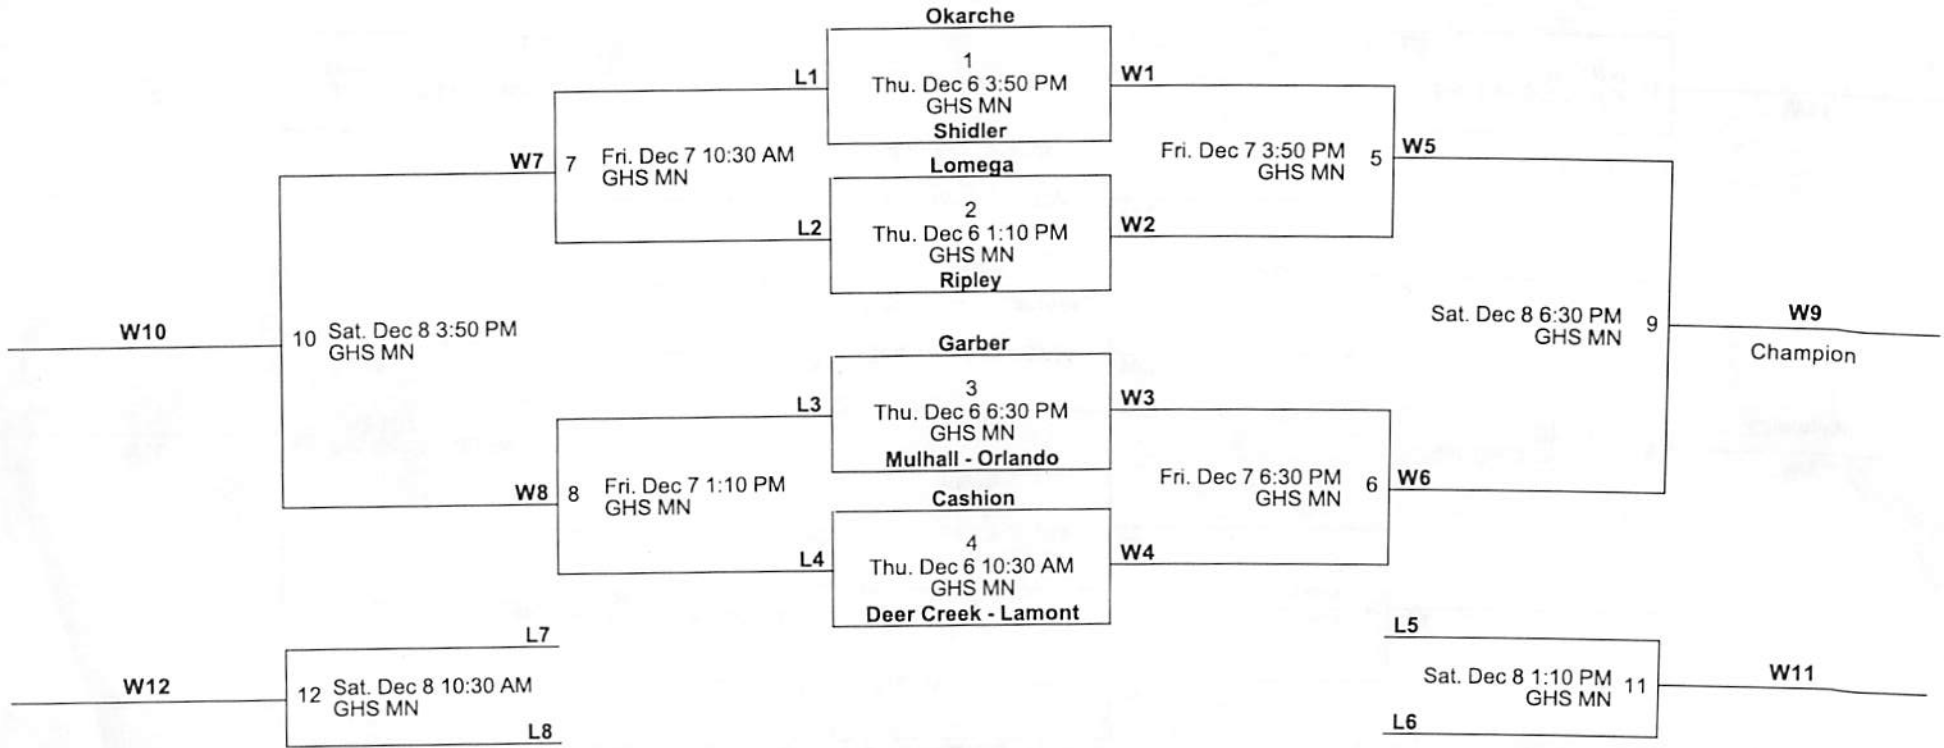 Okarche
1
Thu. Dec 6 3:50 PM
GHS MN
Shidler
L1
W1
Lomega
2
Thu. Dec 6 1:10 PM
GHS MN
Ripley
L2
W2
W7
7
Fri. Dec 7 10:30 AM
GHS MN
Fri. Dec 7 3:50 PM
GHS MN
5
W5
W10
10
Sat. Dec 8 3:50 PM
GHS MN
Sat. Dec 8 6:30 PM
GHS MN
9
W9
Champion
Garber
3
Thu. Dec 6 6:30 PM
GHS MN
Mulhall - Orlando
L3
W3
Cashion
4
Thu. Dec 6 10:30 AM
GHS MN
Deer Creek - Lamont
L4
W4
W8
8
Fri. Dec 7 1:10 PM
GHS MN
Fri. Dec 7 6:30 PM
GHS MN
6
W6
L7
W12
12
Sat. Dec 8 10:30 AM
GHS MN
L8
L5
Sat. Dec 8 1:10 PM
GHS MN
11
W11
L6